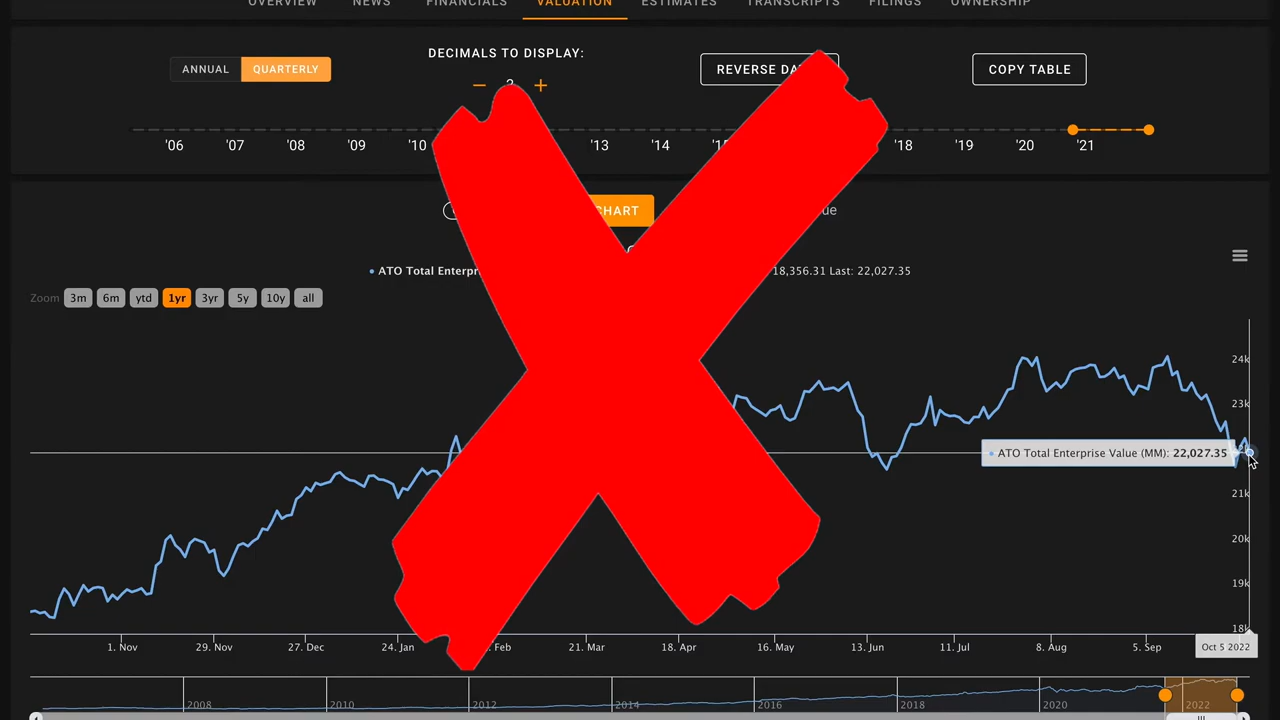 OVERVIEW NEWS FINANCIALS VALUATION ESTIMATES TRANSCRIPTS FILINGS OWNERSHIP
DECIMALS TO DISPLAY:
ANNUAL QUARTERLY
REVERSE
COPY TABLE
− +
'06 '07 '08 '09 '10 '13 '14 '18 '19 '20 '21
CHART
ATO Total 18,356.31 Last: 22,027.35
Zoom 3m 6m ytd 1yr 3yr 5y 10y all
24k
23k
ATO Total Enterprise Value (MM): 22,027.35
21k
20k
19k
18k
1. Nov 29. Nov 27. Dec 24. Jan Feb 21. Mar 18. Apr 16. May 13. Jun 11. Jul 8. Aug 5. Sep Oct 5 2022
2008 2010 2012 2014 2016 2018 2020 2022